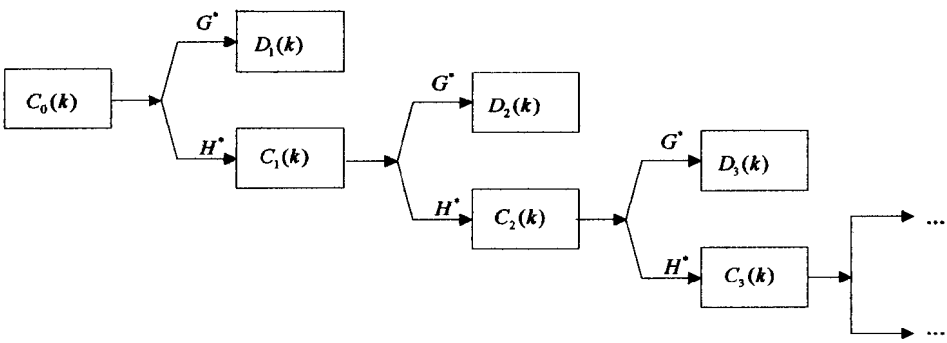 G*
D₁(k)
C₀(k)
G*
D₂(k)
H*
C₁(k)
G*
D₃(k)
H*
C₂(k)
...
H*
C₃(k)
...